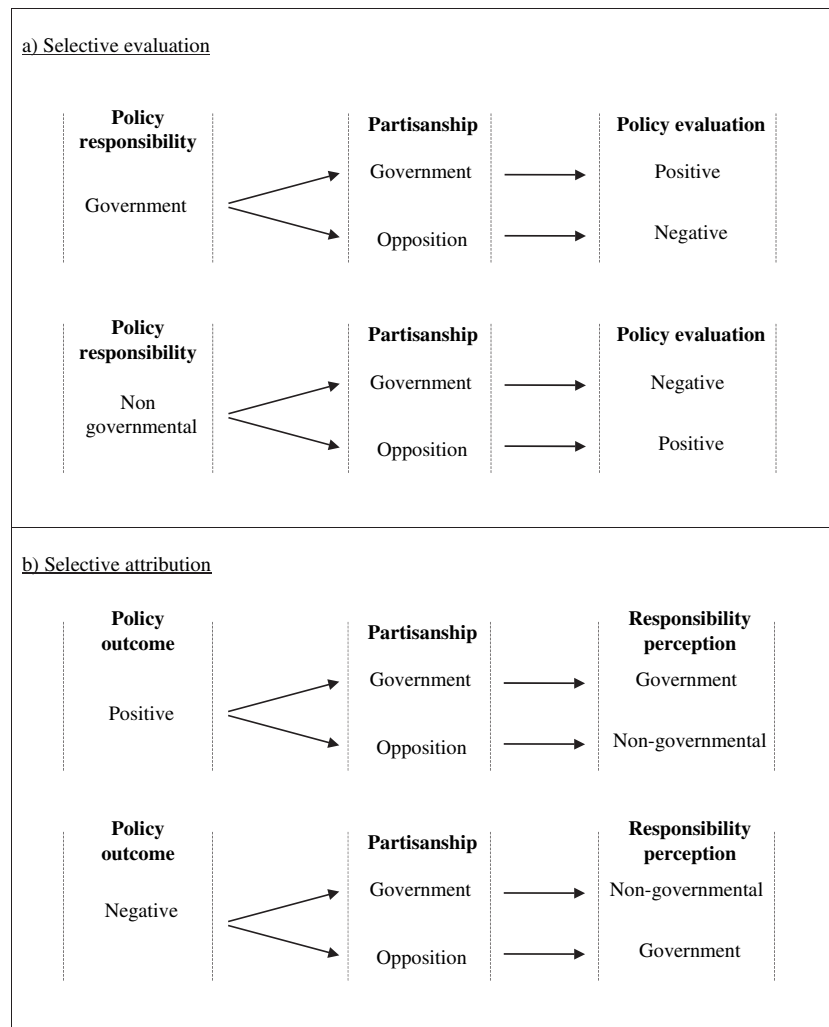 a) Selective evaluation
Policy
responsibility
Partisanship
Policy evaluation
Government
Government
Positive
Opposition
Negative
Policy
responsibility
Partisanship
Policy evaluation
Non
governmental
Government
Negative
Opposition
Positive
b) Selective attribution
Policy
outcome
Partisanship
Responsibility
perception
Positive
Government
Government
Opposition
Non-governmental
Policy
outcome
Partisanship
Responsibility
perception
Negative
Government
Non-governmental
Opposition
Government